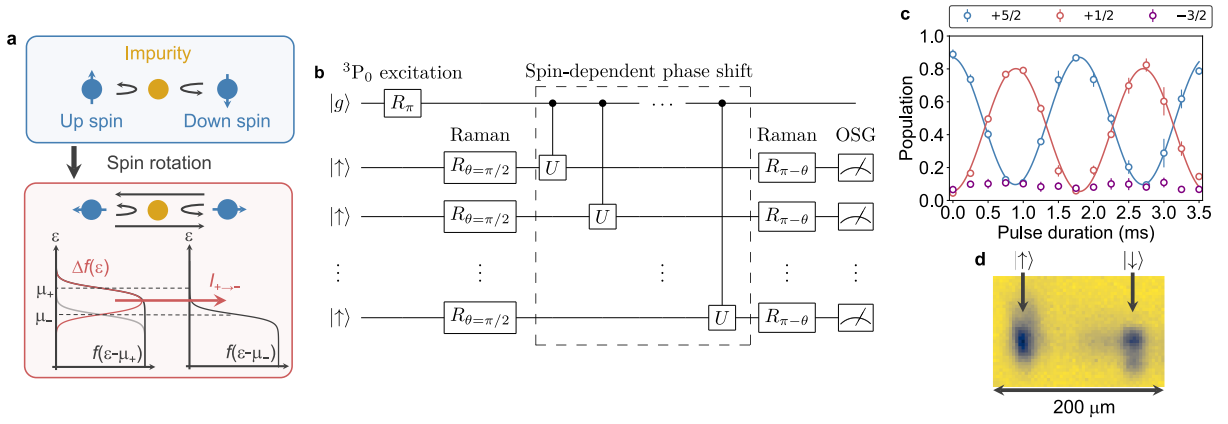 a
Impurity
Up spin
Down spin
Spin rotation
ε
ε
Δf(ε)
I₊→₋
μ₊
μ₋
f(ε-μ₊)
f(ε-μ₋)
b
³P₀ excitation
Spin-dependent phase shift
|g⟩
R_π
...
Raman
Raman
OSG
|↑⟩
R_θ=π/2
U
R_π−θ
|↑⟩
R_θ=π/2
U
R_π−θ
⋮ ⋮ ⋮ ⋮ ⋮
|↑⟩
R_θ=π/2
U
R_π−θ
c
+5/2 +1/2 −3/2
Population
1.0
0.8
0.6
0.4
0.2
0.0
0.0 0.5 1.0 1.5 2.0 2.5 3.0 3.5
Pulse duration (ms)
d
|↑⟩ |↓⟩
200 μm